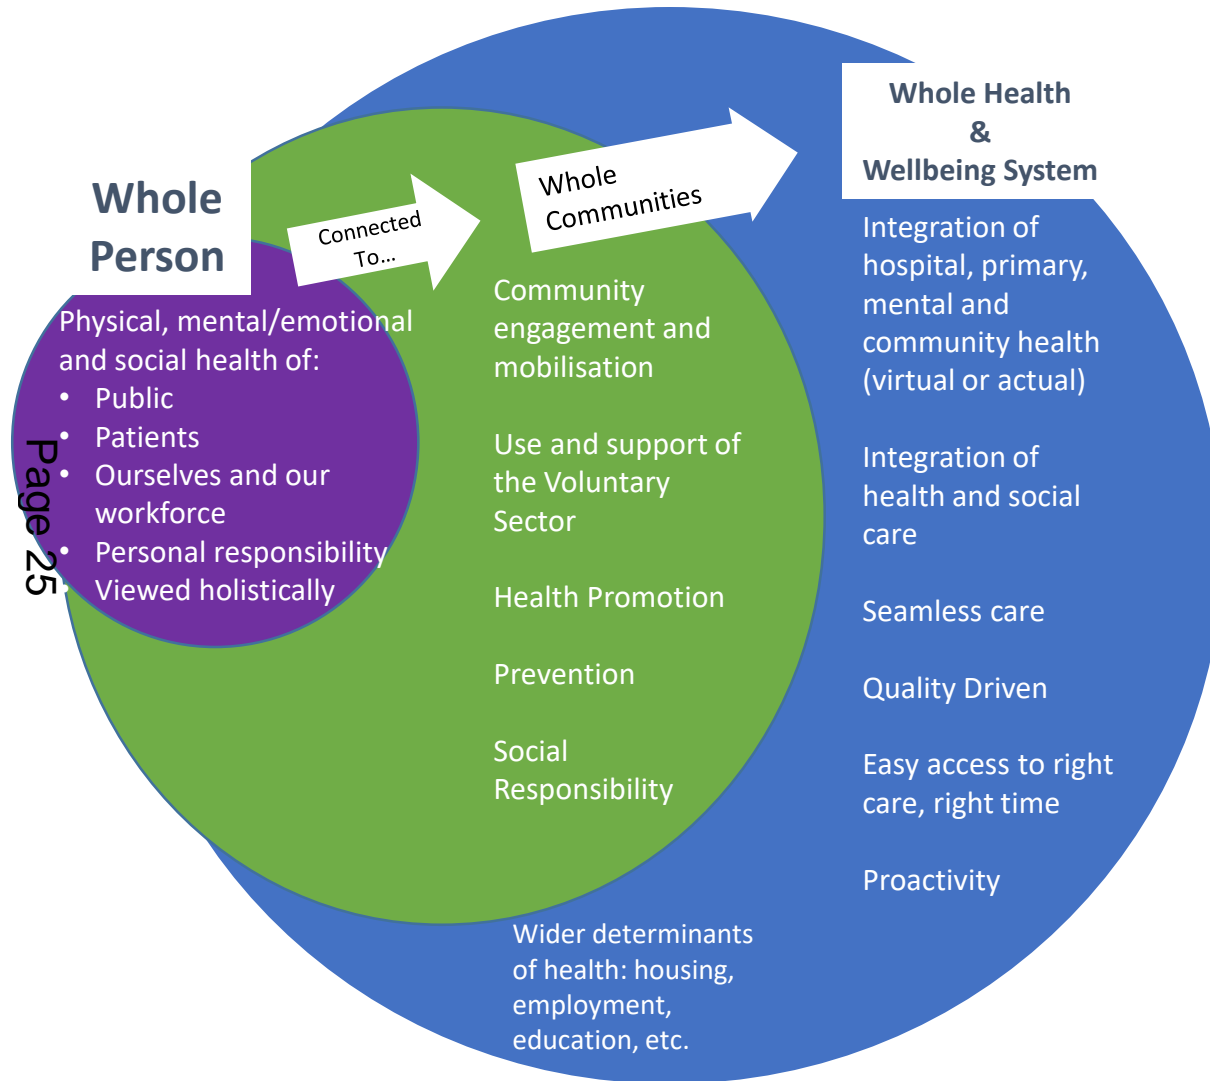 Whole
Person
Physical, mental/emotional
and social health of:
• Public
• Patients
• Ourselves and our
workforce
• Personal responsibility
• Viewed holistically
Page 25
Connected
To...
Whole
Communities
Community
engagement and
mobilisation
Use and support of
the Voluntary
Sector
Health Promotion
Prevention
Social
Responsibility
Whole Health
&
Wellbeing System
Integration of
hospital, primary,
mental and
community health
(virtual or actual)
Integration of
health and social
care
Seamless care
Quality Driven
Easy access to right
care, right time
Proactivity
Wider determinants
of health: housing,
employment,
education, etc.